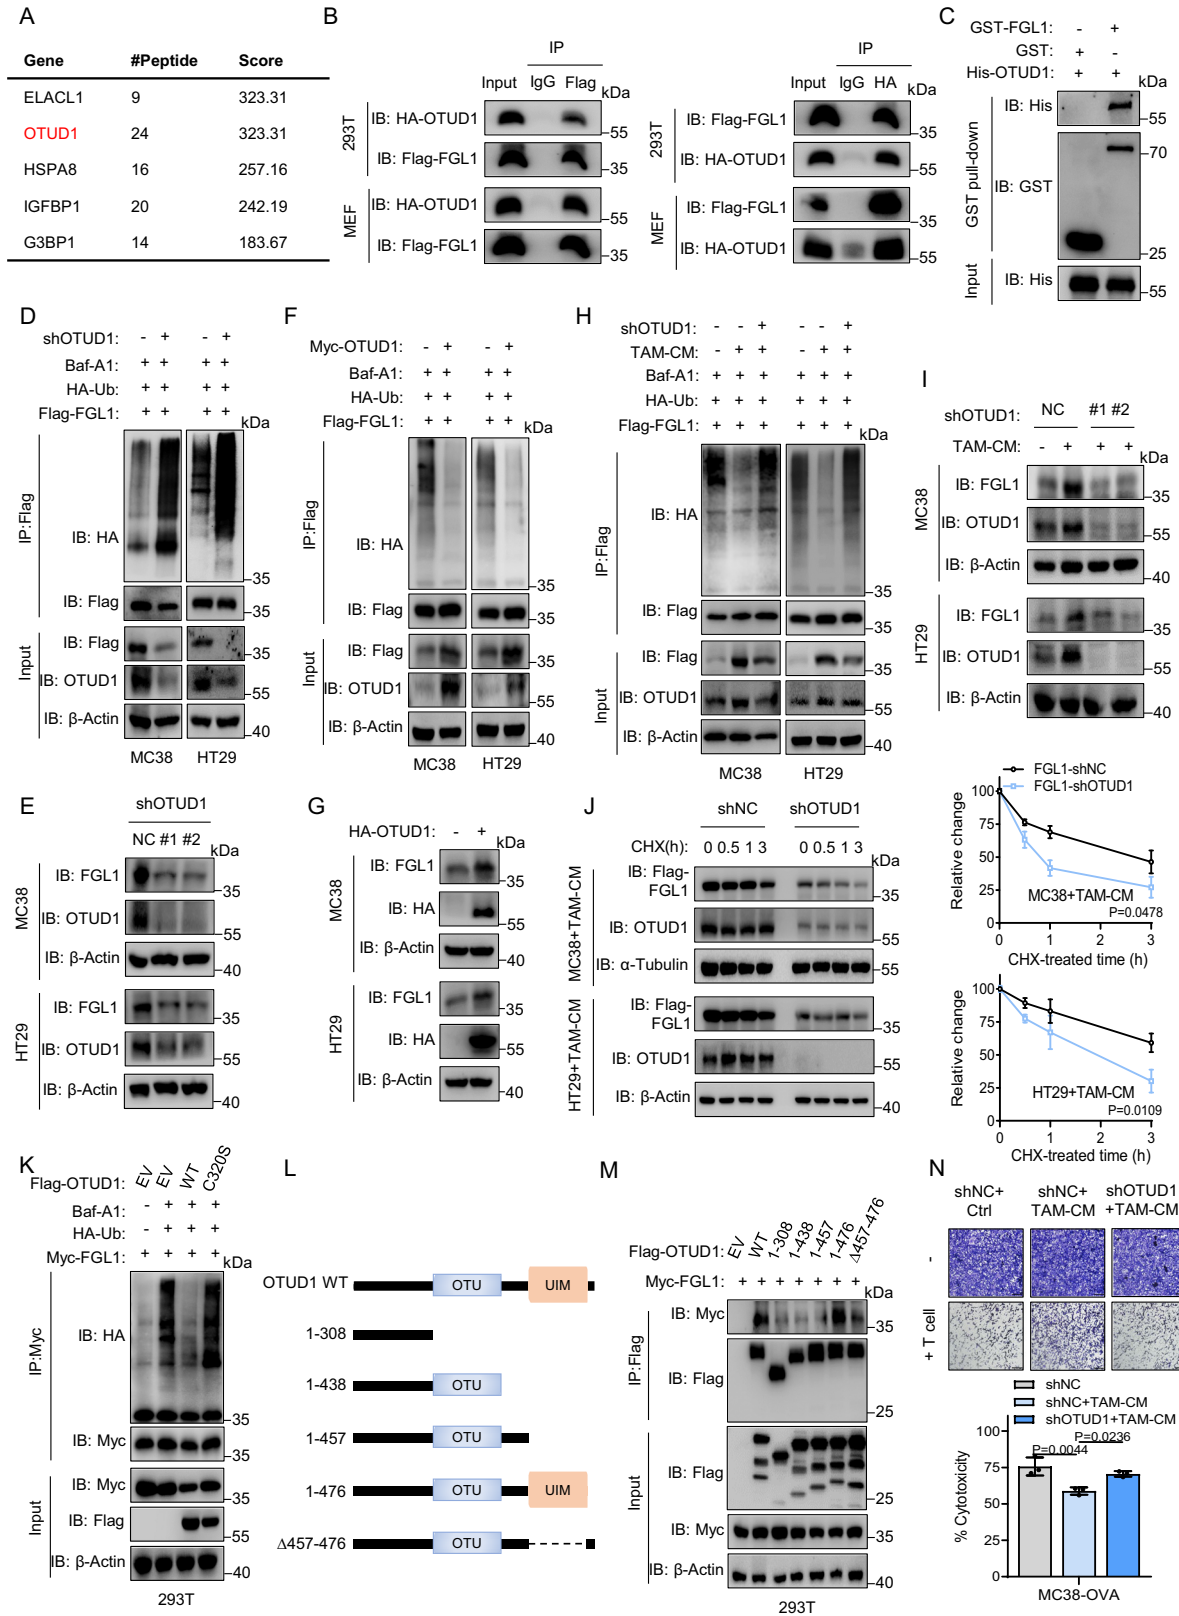 A
Gene #Peptide Score
ELACL1 9 323.31
OTUD1 24 323.31
HSPA8 16 257.16
IGFBP1 20 242.19
G3BP1 14 183.67
B
IP
Input IgG Flag kDa
293T
IB: HA-OTUD1 55
IB: Flag-FGL1 35
MEF
IB: HA-OTUD1 55
IB: Flag-FGL1 35
IP
Input IgG HA kDa
293T
IB: Flag-FGL1 35
IB: HA-OTUD1 55
MEF
IB: Flag-FGL1 35
IB: HA-OTUD1 55
C
GST-FGL1: - +
GST: + -
His-OTUD1: + +
kDa
GST pull-down
IB: His 55
70
IB: GST
25
Input
IB: His 55
D
shOTUD1: - + - +
Baf-A1: + + + +
HA-Ub: + + + +
Flag-FGL1: + + + +
kDa
IP:Flag
IB: HA 35
IB: Flag 35
Input
IB: Flag 35
IB: OTUD1 55
IB: β-Actin 40
MC38 HT29
F
Myc-OTUD1: - + - +
Baf-A1: + + + +
HA-Ub: + + + +
Flag-FGL1: + + + +
kDa
IP:Flag
IB: HA 35
IB: Flag 35
Input
IB: Flag 35
IB: OTUD1 55
IB: β-Actin 40
MC38 HT29
H
shOTUD1: - - + - - +
TAM-CM: - + + - + +
Baf-A1: + + + + + +
HA-Ub: + + + + + +
Flag-FGL1: + + + + + +
kDa
IP:Flag
IB: HA 35
IB: Flag 35
Input
IB: Flag 35
IB: OTUD1 55
IB: β-Actin 40
MC38 HT29
I
shOTUD1: NC #1 #2
TAM-CM: - + + +
kDa
MC38
IB: FGL1 35
IB: OTUD1 55
IB: β-Actin 40
HT29
IB: FGL1 35
IB: OTUD1 55
IB: β-Actin 40
E
shOTUD1
NC #1 #2
kDa
MC38
IB: FGL1 35
IB: OTUD1 55
IB: β-Actin 40
HT29
IB: FGL1 35
IB: OTUD1 55
IB: β-Actin 40
G
HA-OTUD1: - +
kDa
MC38
IB: FGL1 35
IB: HA 55
IB: β-Actin 40
HT29
IB: FGL1 35
IB: HA 55
IB: β-Actin 40
J
shNC shOTUD1
CHX(h): 0 0.5 1 3 0 0.5 1 3
kDa
MC38+TAM-CM
IB: Flag-
FGL1 35
IB: OTUD1 55
IB: α-Tubulin 55
HT29+TAM-CM
IB: Flag-
FGL1 35
IB: OTUD1 55
IB: β-Actin 40
FGL1-shNC
FGL1-shOTUD1
Relative change
100
75
50
25
0
MC38+TAM-CM
P=0.0478
0 1 2 3
CHX-treated time (h)
Relative change
100
75
50
25
0
HT29+TAM-CM
P=0.0109
0 1 2 3
CHX-treated time (h)
K
Flag-OTUD1: EV EV WT C320S
Baf-A1: - + + +
HA-Ub: - + + +
Myc-FGL1: + + + +
kDa
IP:Myc
IB: HA
35
IB: Myc 35
Input
IB: Myc 35
IB: Flag 55
IB: β-Actin 40
293T
L
OTUD1 WT OTU UIM
1-308
1-438 OTU
1-457 OTU
1-476 OTU UIM
Δ457-476 OTU
M
Flag-OTUD1: EV WT 1-308 1-438 1-457 1-476 Δ457-476
Myc-FGL1: + + + + + + +
kDa
IP:Flag
IB: Myc 35
IB: Flag
25
Input
IB: Flag
25
IB: Myc 35
IB: β-Actin 40
293T
N
shNC+
Ctrl
shNC+
TAM-CM
shOTUD1
+TAM-CM
-
+ T cell
shNC
shNC+TAM-CM
shOTUD1+TAM-CM
% Cytotoxicity
100
75
50
25
0
P=0.0236
P=0.0044
MC38-OVA